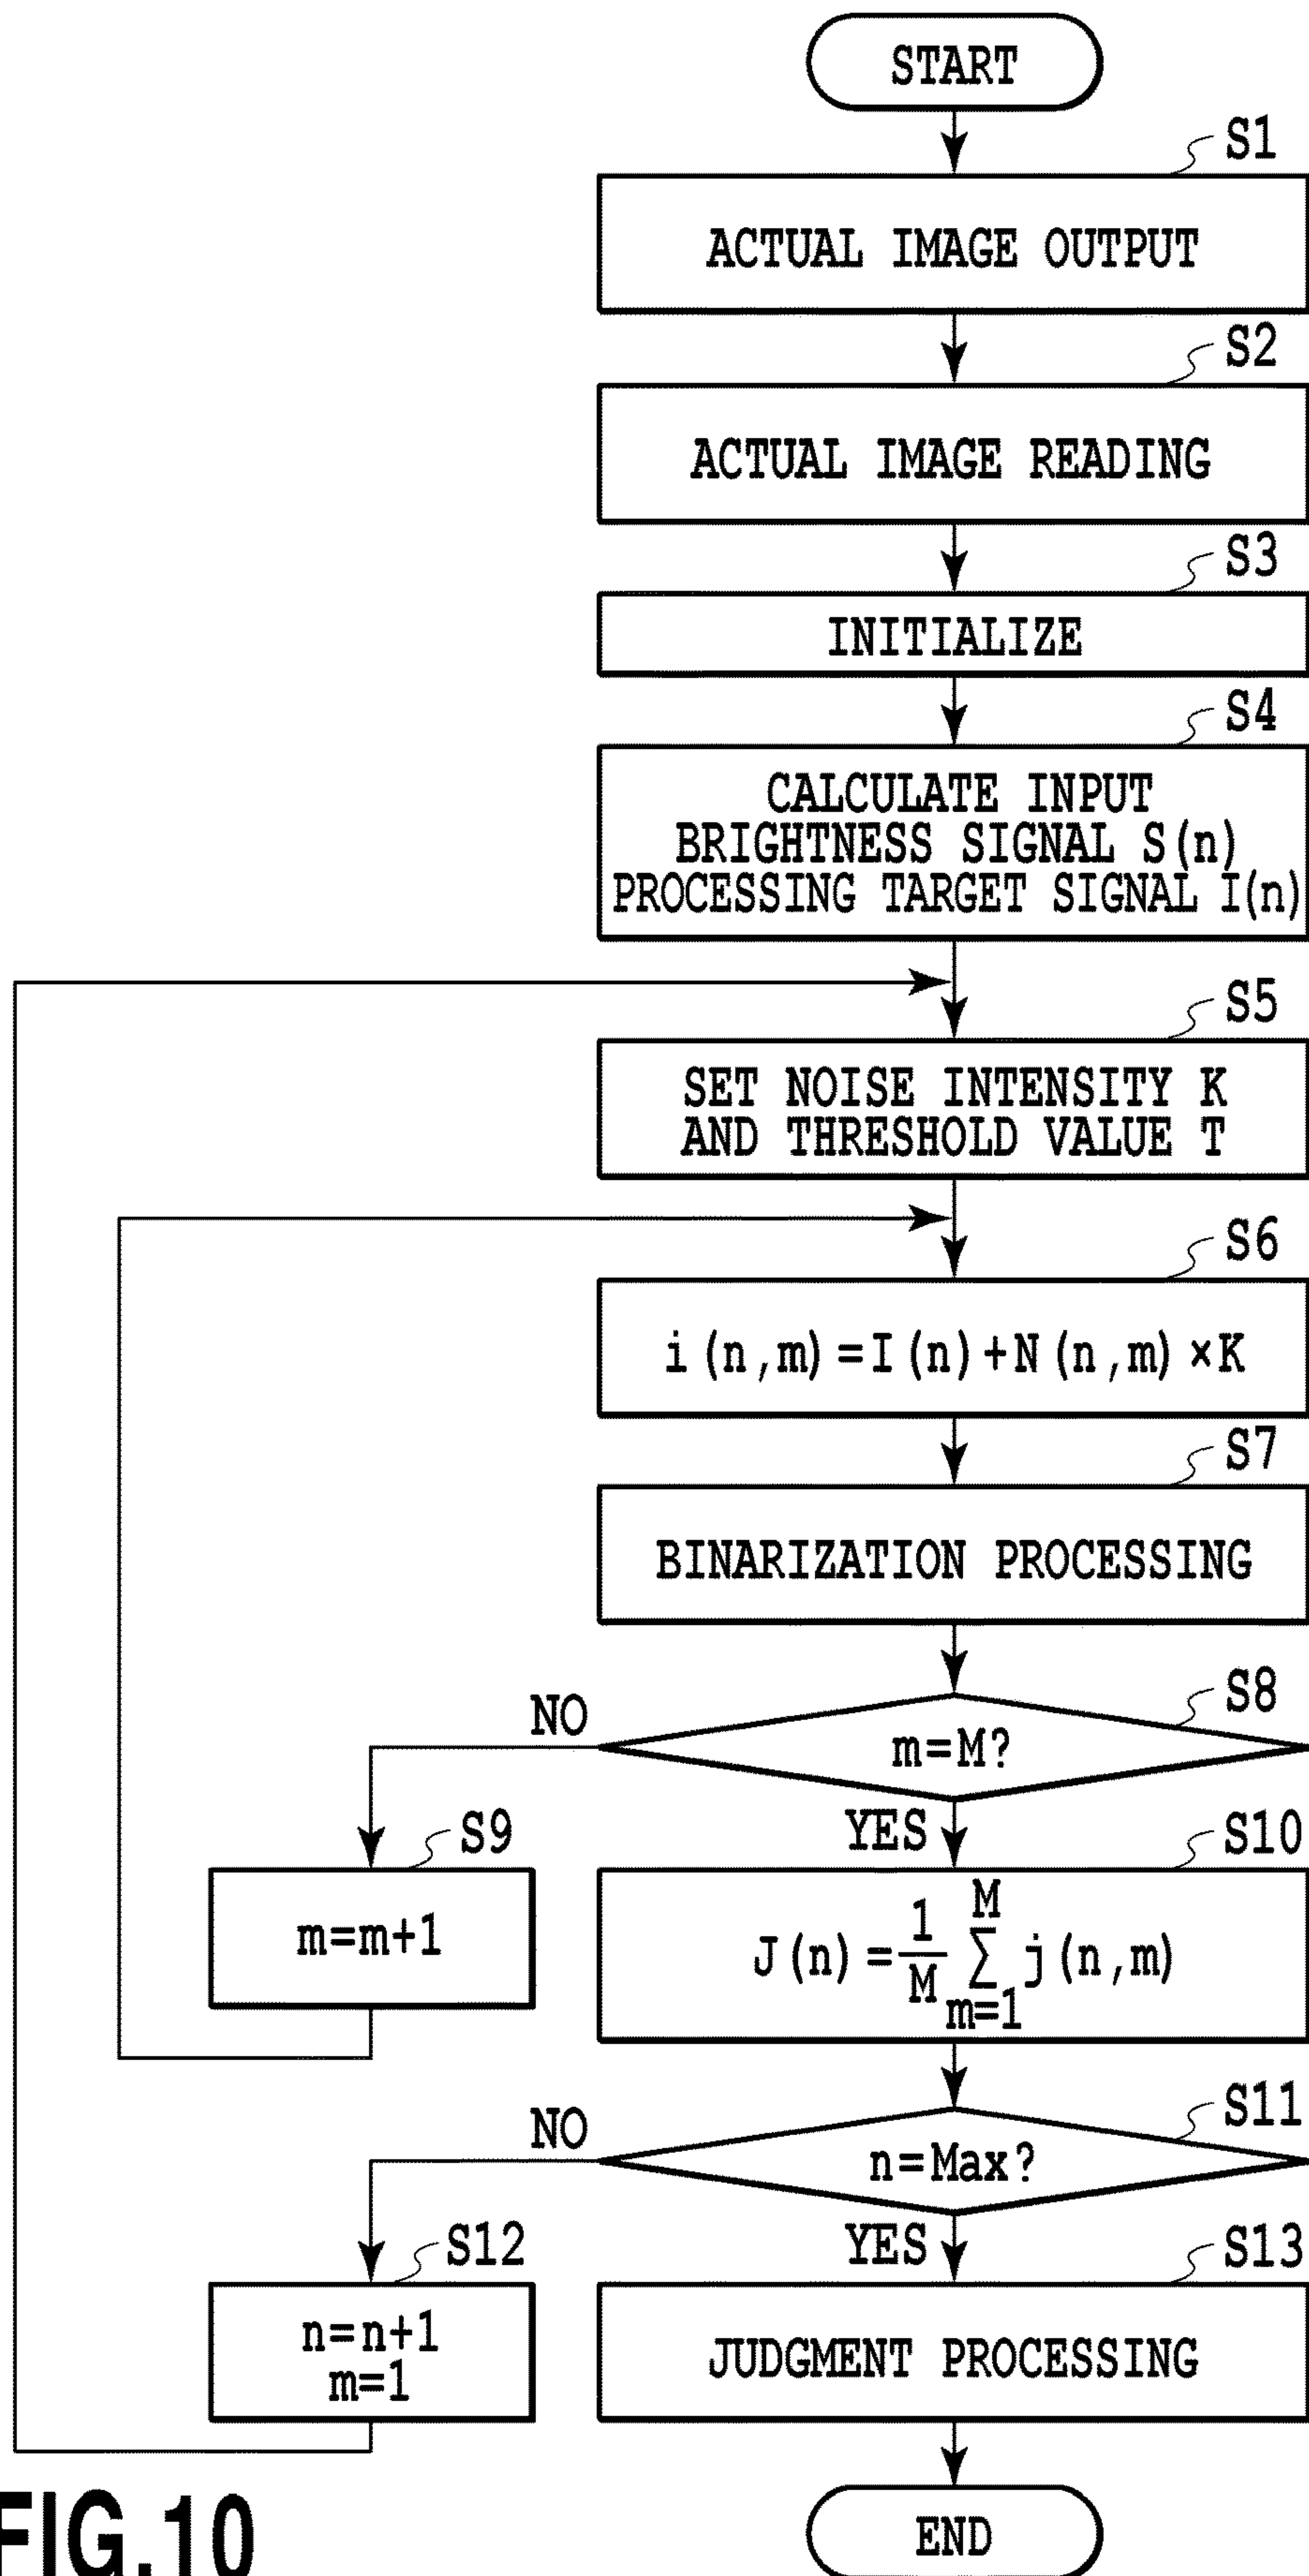 START
S1
ACTUAL IMAGE OUTPUT
S2
ACTUAL IMAGE READING
S3
INITIALIZE
S4
CALCULATE INPUT
BRIGHTNESS SIGNAL S(n)
PROCESSING TARGET SIGNAL I(n)
S5
SET NOISE INTENSITY K
AND THRESHOLD VALUE T
S6
i(n,m)=I(n)+N(n,m)×K
S7
BINARIZATION PROCESSING
S8
NO
m=M?
YES
S9
m=m+1
S10
J(n)=1/M M∑m=1 j(n,m)
S11
NO
n=Max?
YES
S12
n=n+1
m=1
S13
JUDGMENT PROCESSING
END
FIG.10